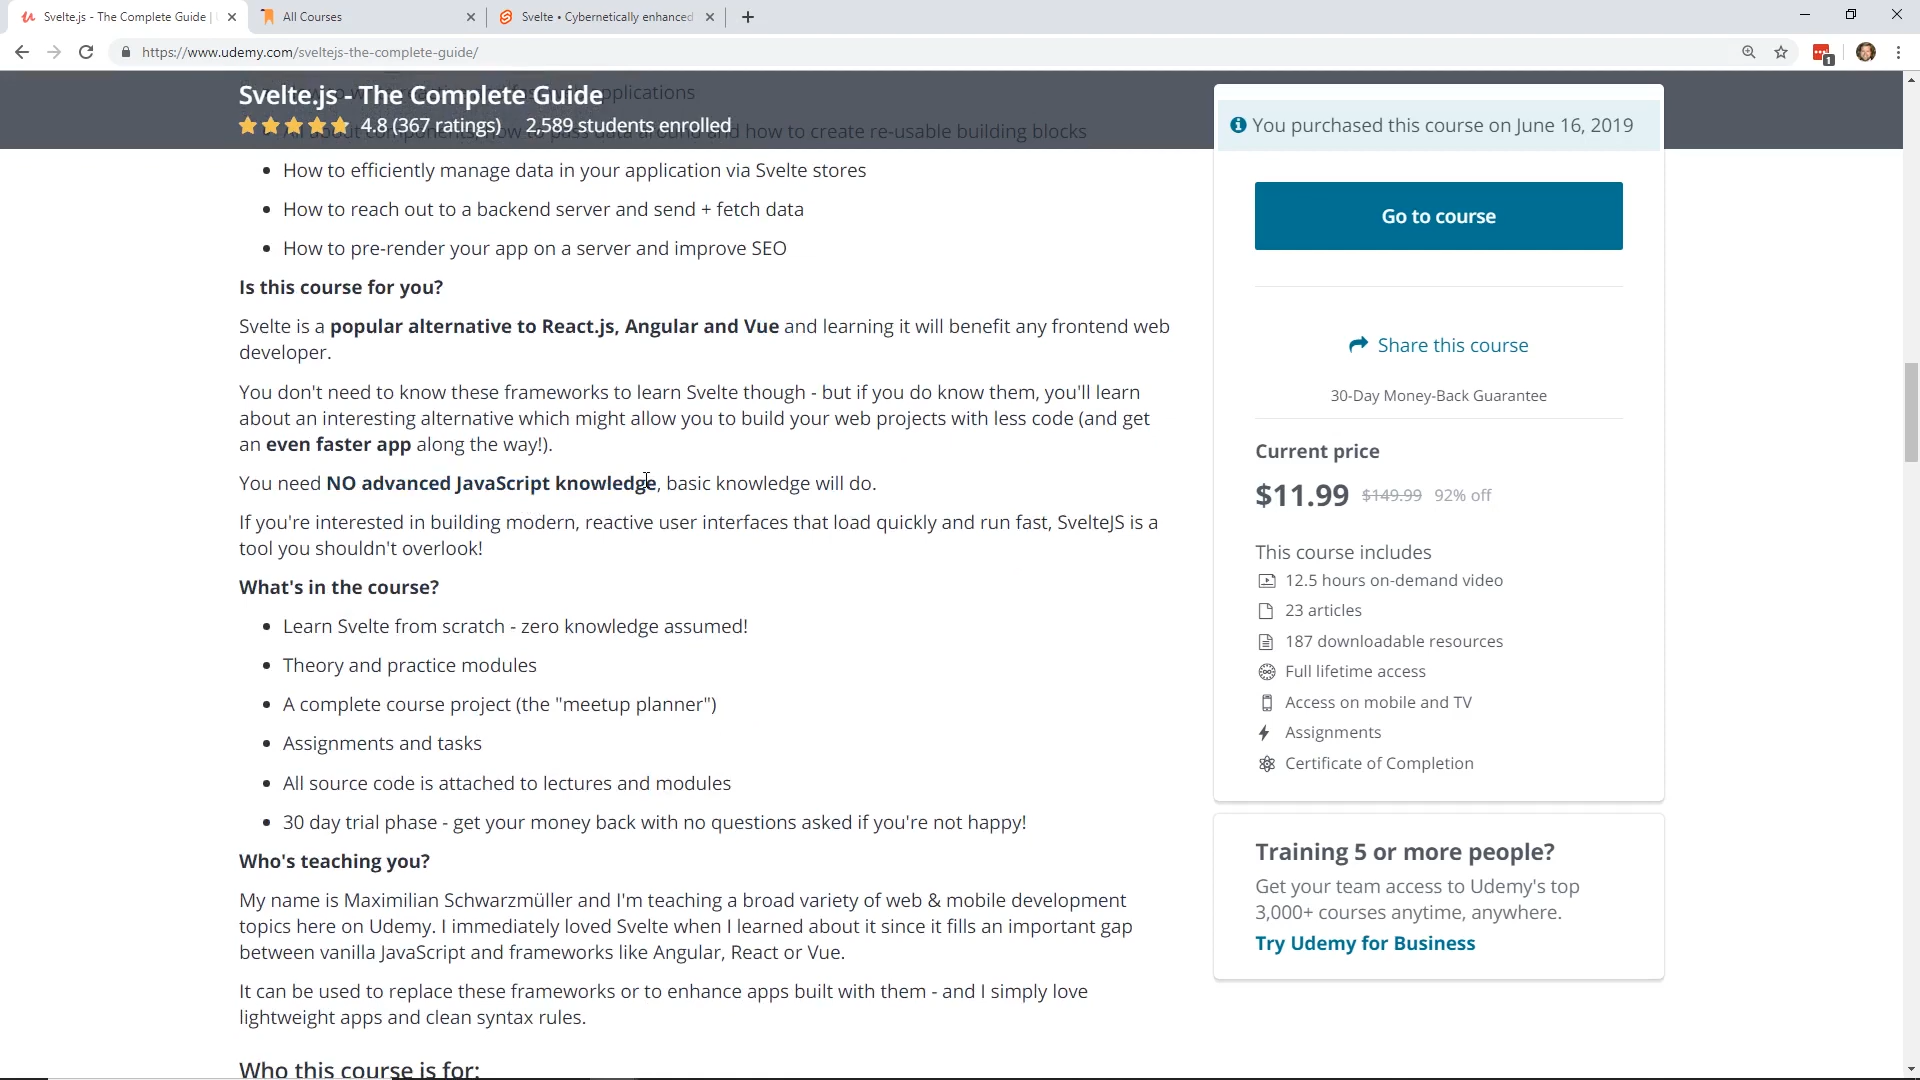 Svelte.js - The Complete Guide |
All Courses
Svelte • Cybernetically enhanced
https://www.udemy.com/sveltejs-the-complete-guide/
1
Svelte.js - The Complete Guide
4.8 (367 ratings) 2,589 students enrolled
applications
and how to create re-usable building blocks
• How to efficiently manage data in your application via Svelte stores
• How to reach out to a backend server and send + fetch data
• How to pre-render your app on a server and improve SEO
Is this course for you?
Svelte is a popular alternative to React.js, Angular and Vue and learning it will benefit any frontend web
developer.
You don't need to know these frameworks to learn Svelte though - but if you do know them, you'll learn
about an interesting alternative which might allow you to build your web projects with less code (and get
an even faster app along the way!).
You need NO advanced JavaScript knowledge, basic knowledge will do.
If you're interested in building modern, reactive user interfaces that load quickly and run fast, SvelteJS is a
tool you shouldn't overlook!
What's in the course?
• Learn Svelte from scratch - zero knowledge assumed!
• Theory and practice modules
• A complete course project (the "meetup planner")
• Assignments and tasks
• All source code is attached to lectures and modules
• 30 day trial phase - get your money back with no questions asked if you're not happy!
Who's teaching you?
My name is Maximilian Schwarzmüller and I'm teaching a broad variety of web & mobile development
topics here on Udemy. I immediately loved Svelte when I learned about it since it fills an important gap
between vanilla JavaScript and frameworks like Angular, React or Vue.
It can be used to replace these frameworks or to enhance apps built with them - and I simply love
lightweight apps and clean syntax rules.
Who this course is for:
You purchased this course on June 16, 2019
Go to course
Share this course
30-Day Money-Back Guarantee
Current price
$11.99 $149.99 92% off
This course includes
12.5 hours on-demand video
23 articles
187 downloadable resources
Full lifetime access
Access on mobile and TV
Assignments
Certificate of Completion
Training 5 or more people?
Get your team access to Udemy's top
3,000+ courses anytime, anywhere.
Try Udemy for Business